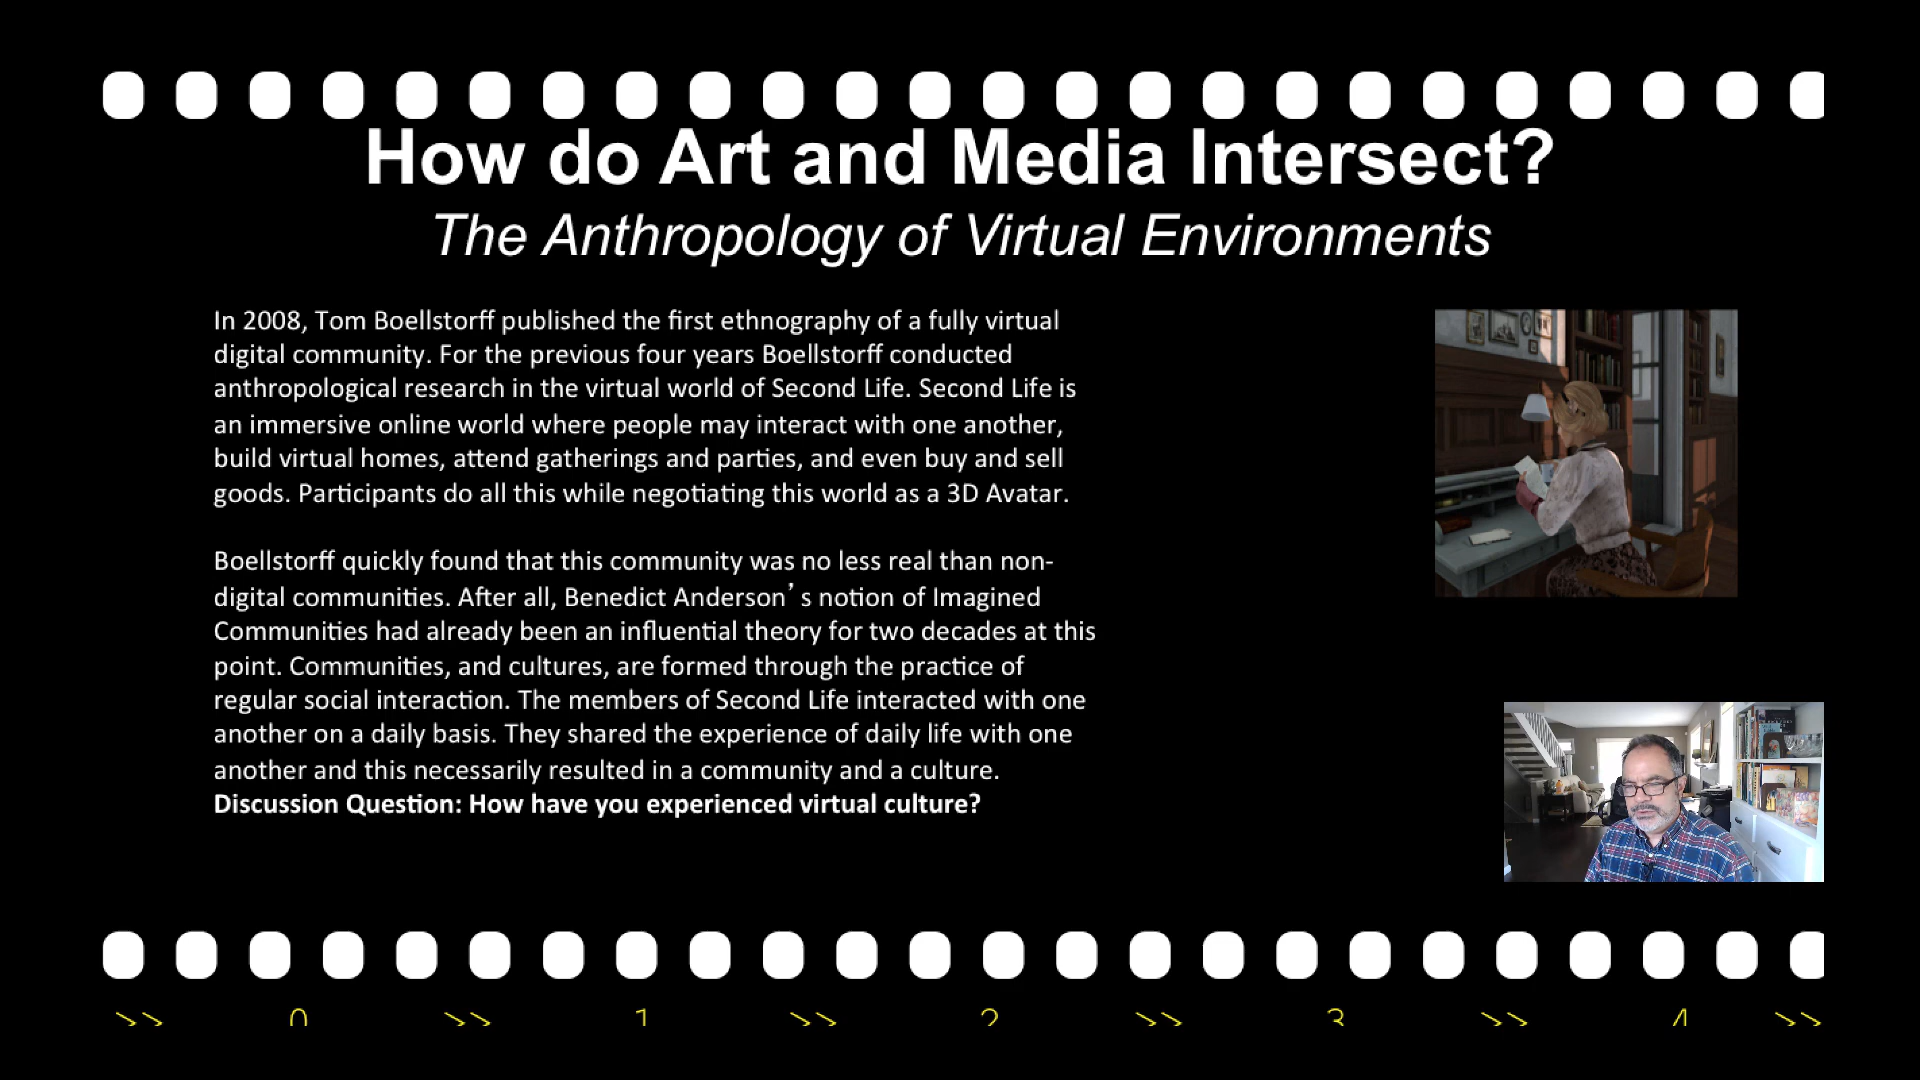 How do Art and Media Intersect?
The Anthropology of Virtual Environments
In 2008, Tom Boellstorff published the first ethnography of a fully virtual
digital community. For the previous four years Boellstorff conducted
anthropological research in the virtual world of Second Life. Second Life is
an immersive online world where people may interact with one another,
build virtual homes, attend gatherings and parties, and even buy and sell
goods. Participants do all this while negotiating this world as a 3D Avatar.
Boellstorff quickly found that this community was no less real than non-
digital communities. After all, Benedict Anderson’s notion of Imagined
Communities had already been an influential theory for two decades at this
point. Communities, and cultures, are formed through the practice of
regular social interaction. The members of Second Life interacted with one
another on a daily basis. They shared the experience of daily life with one
another and this necessarily resulted in a community and a culture.
Discussion Question: How have you experienced virtual culture?
>> 0 >> 1 >> 2 >> 3 >> 4 >>